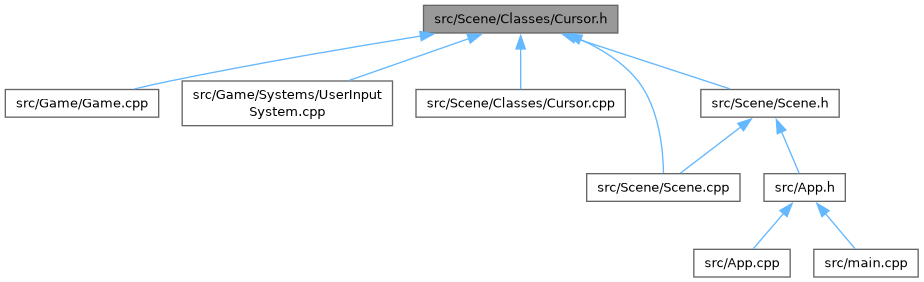 src/Scene/Classes/Cursor.h
src/Game/Game.cpp
src/Game/Systems/UserInput
System.cpp
src/Scene/Classes/Cursor.cpp
src/Scene/Scene.h
src/Scene/Scene.cpp
src/App.h
src/App.cpp
src/main.cpp